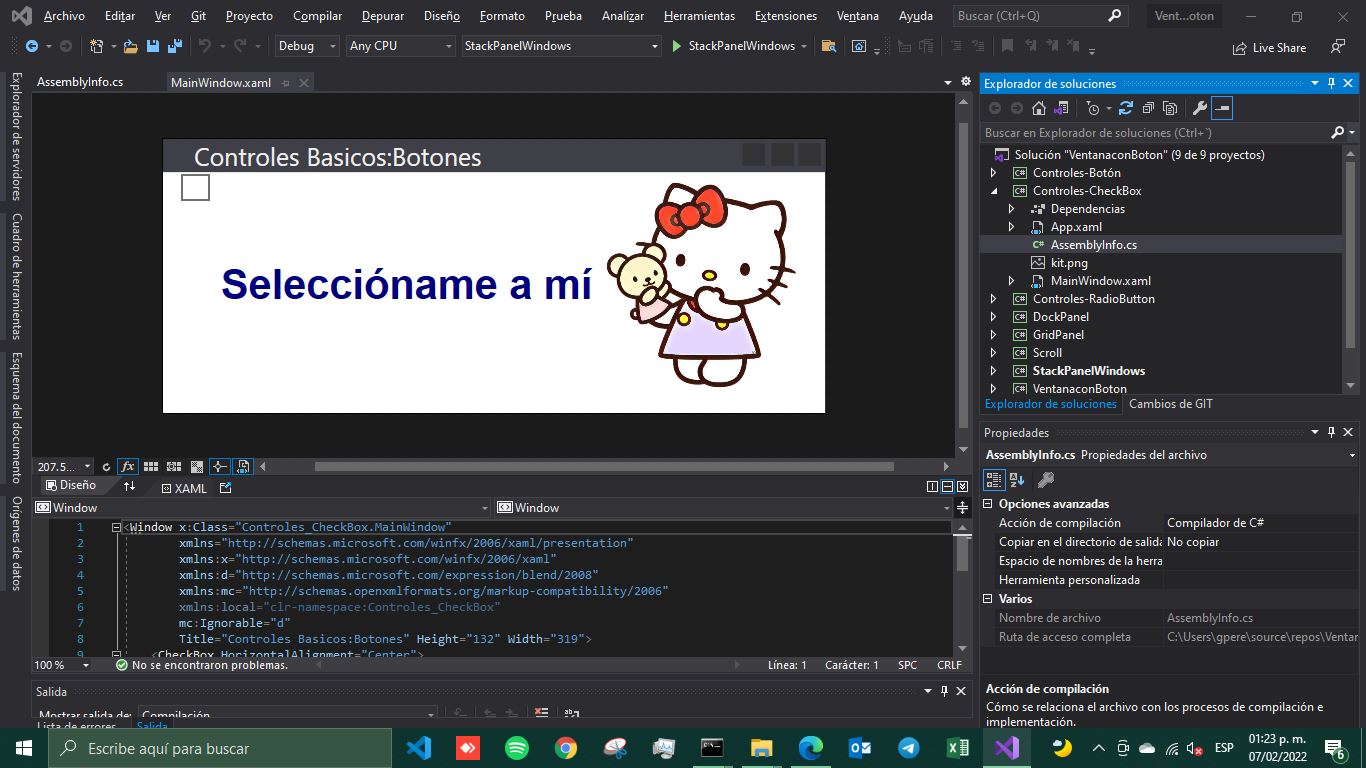 Archivo Editar Ver Git Proyecto Compilar Depurar Diseño Formato Prueba Analizar Herramientas Extensiones Ventana Ayuda Buscar (Ctrl+Q) Vent...oton
Debug Any CPU StackPanelWindows StackPanelWindows Live Share
Explorador de servidores
Cuadro de herramientas
Esquema del documento
Orígenes de datos
AssemblyInfo.cs MainWindow.xaml
Controles Basicos:Botones
Seleccióname a mí
207.5...
Diseño XAML
Window Window
1 <Window x:Class="Controles_CheckBox.MainWindow"
2 xmlns="http://schemas.microsoft.com/winfx/2006/xaml/presentation"
3 xmlns:x="http://schemas.microsoft.com/winfx/2006/xaml"
4 xmlns:d="http://schemas.microsoft.com/expression/blend/2008"
5 xmlns:mc="http://schemas.openxmlformats.org/markup-compatibility/2006"
6 xmlns:local="clr-namespace:Controles_CheckBox"
7 mc:Ignorable="d"
8 Title="Controles Basicos:Botones" Height="132" Width="319">
9 <CheckBox HorizontalAlignment="Center">
100 % No se encontraron problemas. Línea: 1 Carácter: 1 SPC CRLF
Salida
Mostrar salida de: Compilación
Lista de errores Salida
Explorador de soluciones
Buscar en Explorador de soluciones (Ctrl+`)
Solución "VentanaconBoton" (9 de 9 proyectos)
C# Controles-Botón
C# Controles-CheckBox
Dependencias
App.xaml
C# AssemblyInfo.cs
kit.png
MainWindow.xaml
C# Controles-RadioButton
C# DockPanel
C# GridPanel
C# Scroll
C# StackPanelWindows
C# VentanaconBoton
Explorador de soluciones Cambios de GIT
Propiedades
AssemblyInfo.cs Propiedades del archivo
Opciones avanzadas
Acción de compilación Compilador de C#
Copiar en el directorio de salida No copiar
Espacio de nombres de la herra
Herramienta personalizada
Varios
Nombre de archivo AssemblyInfo.cs
Ruta de acceso completa C:\Users\gpere\source\repos\Ventar
Acción de compilación
Cómo se relaciona el archivo con los procesos de compilación e
implementación.
Escribe aquí para buscar ESP 01:23 p. m.
07/02/2022 6